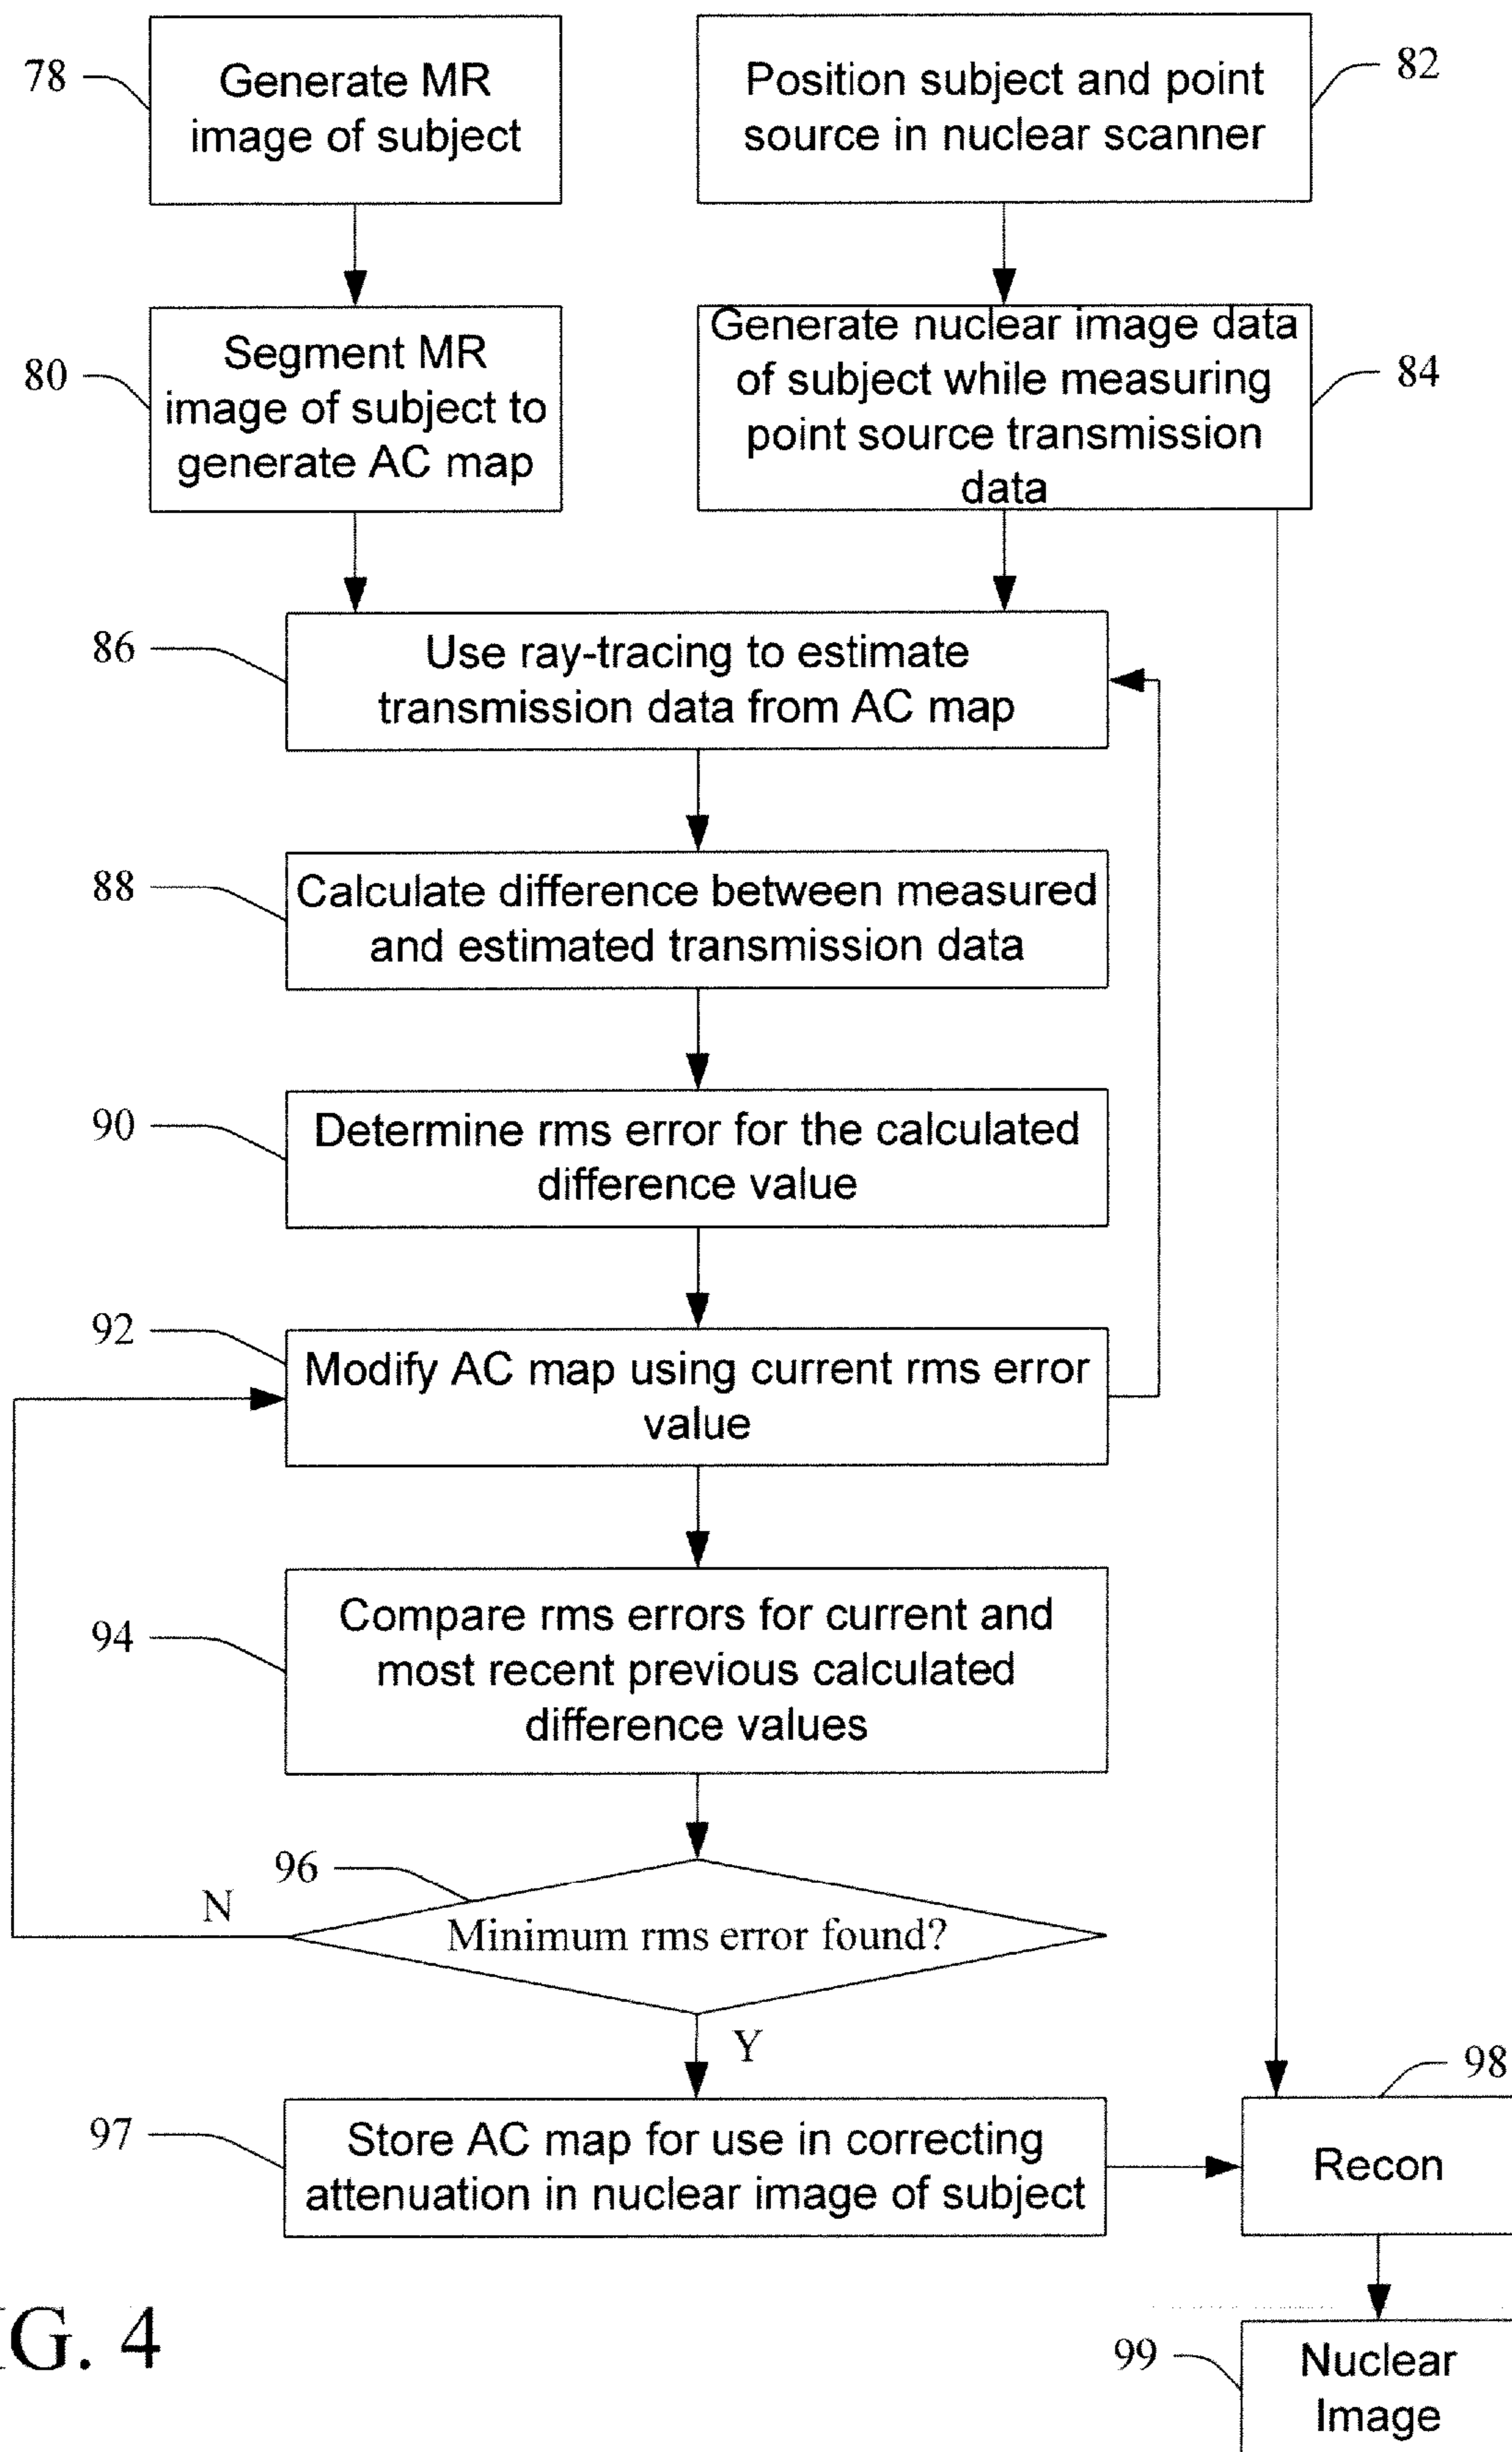 78
Generate MR
image of subject
Position subject and point
source in nuclear scanner
82
80
Segment MR
image of subject to
generate AC map
Generate nuclear image data
of subject while measuring
point source transmission
data
84
86
Use ray-tracing to estimate
transmission data from AC map
88
Calculate difference between measured
and estimated transmission data
90
Determine rms error for the calculated
difference value
92
Modify AC map using current rms error
value
94
Compare rms errors for current and
most recent previous calculated
difference values
96
N
Minimum rms error found?
Y
97
Store AC map for use in correcting
attenuation in nuclear image of subject
98
Recon
99
Nuclear
Image
G. 4